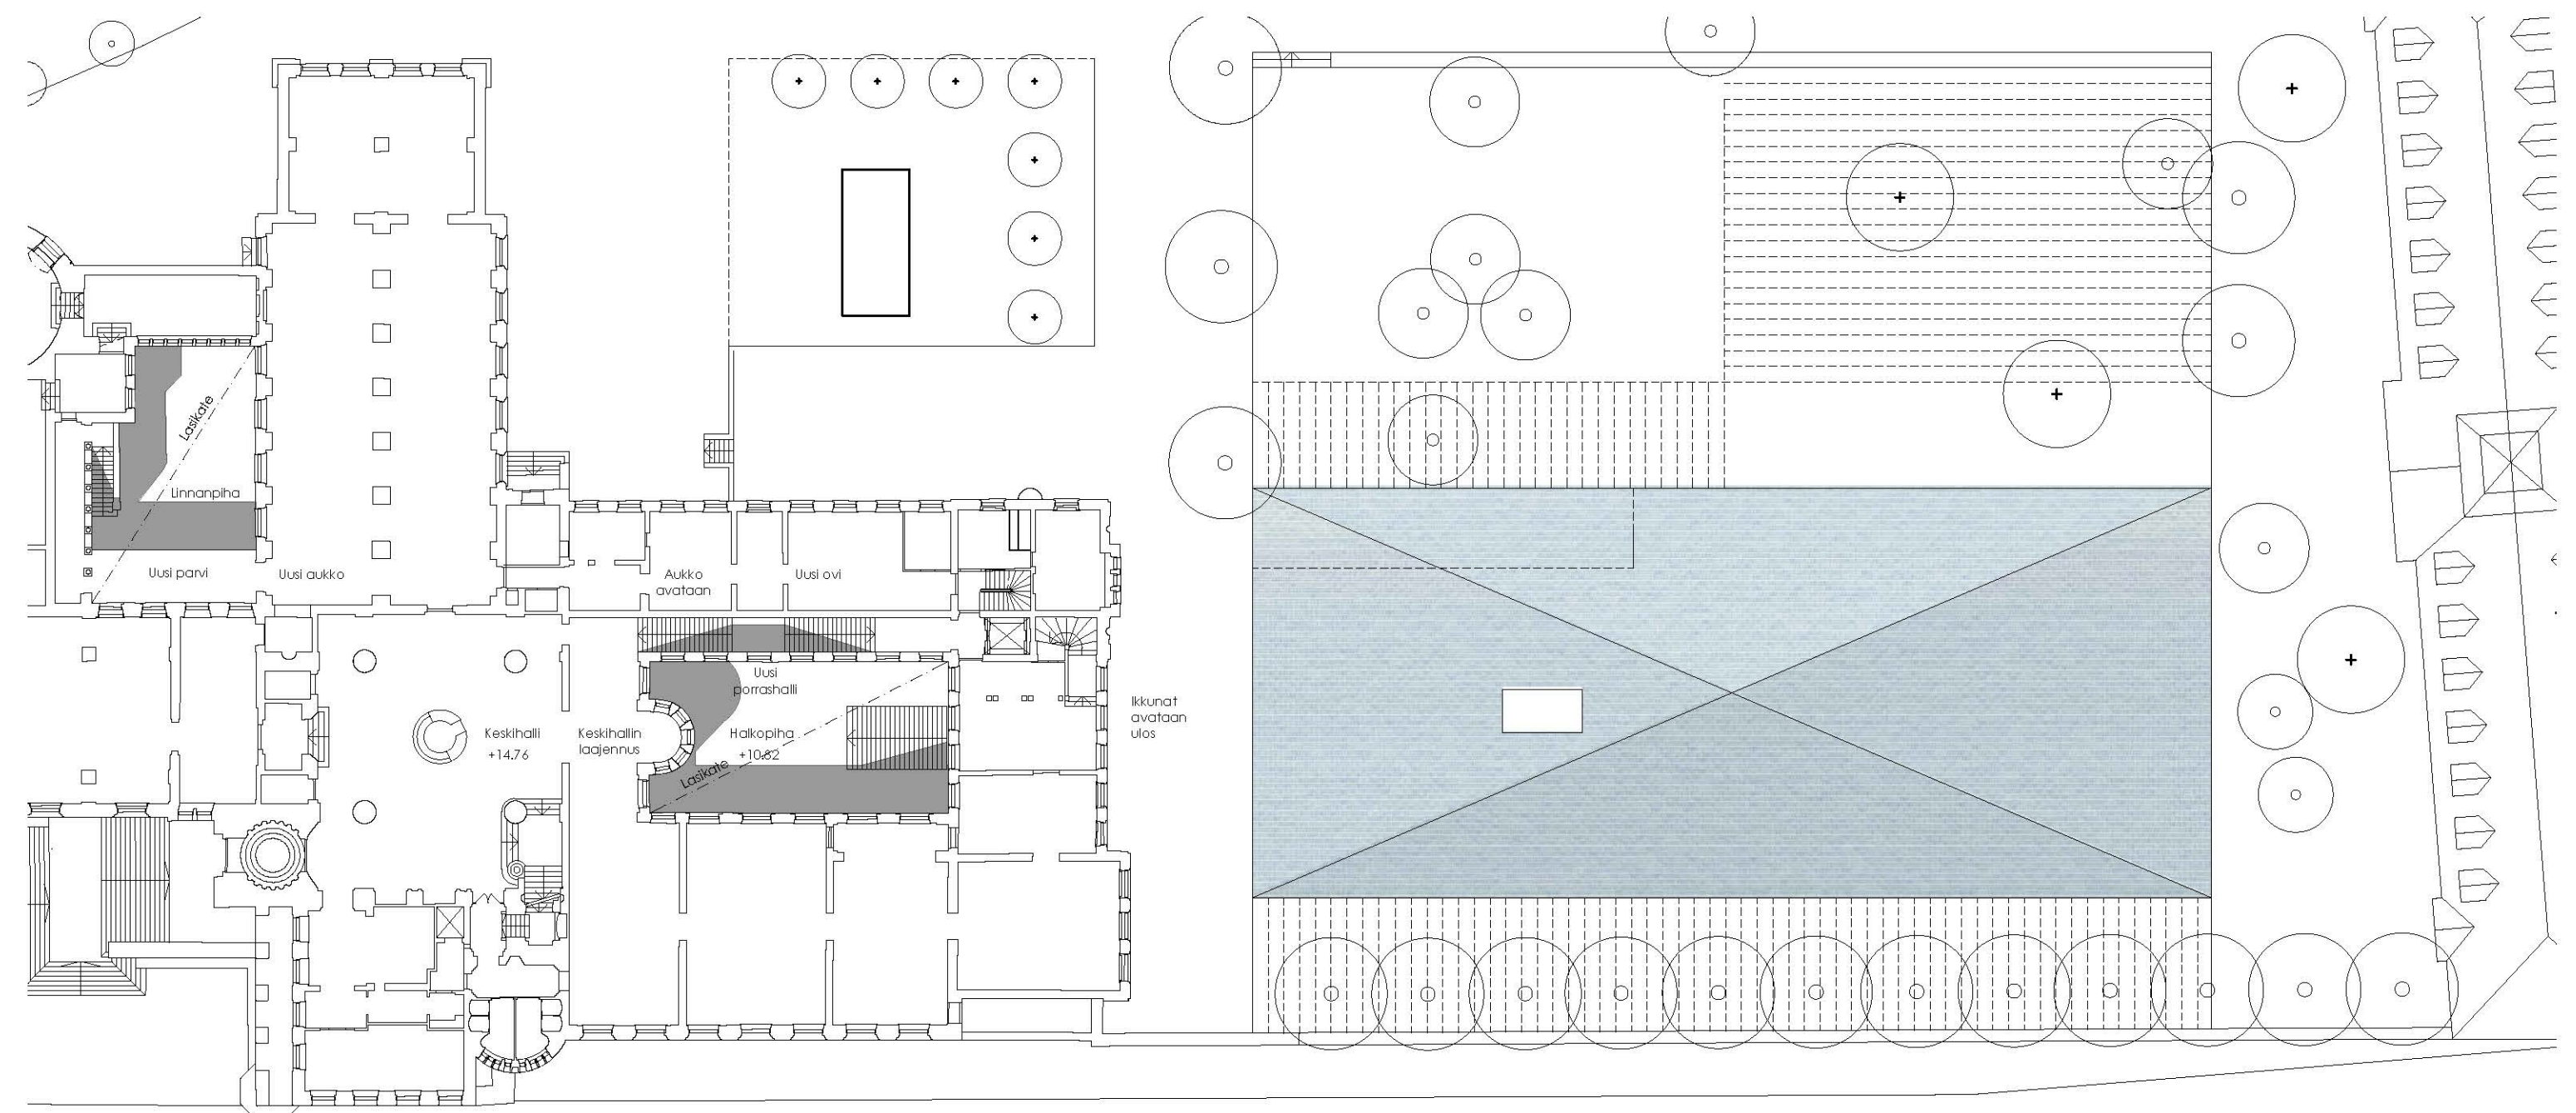 Lasikate
Linnanpiha
Uusi parvi
Uusi aukko
Aukko
avataan
Uusi ovi
Uusi
porrashalli
Keskihalli
+14.76
Keskihallin
laajennus
Halkopiha
+10.82
Lasikate
Ikkunat
avataan
ulos